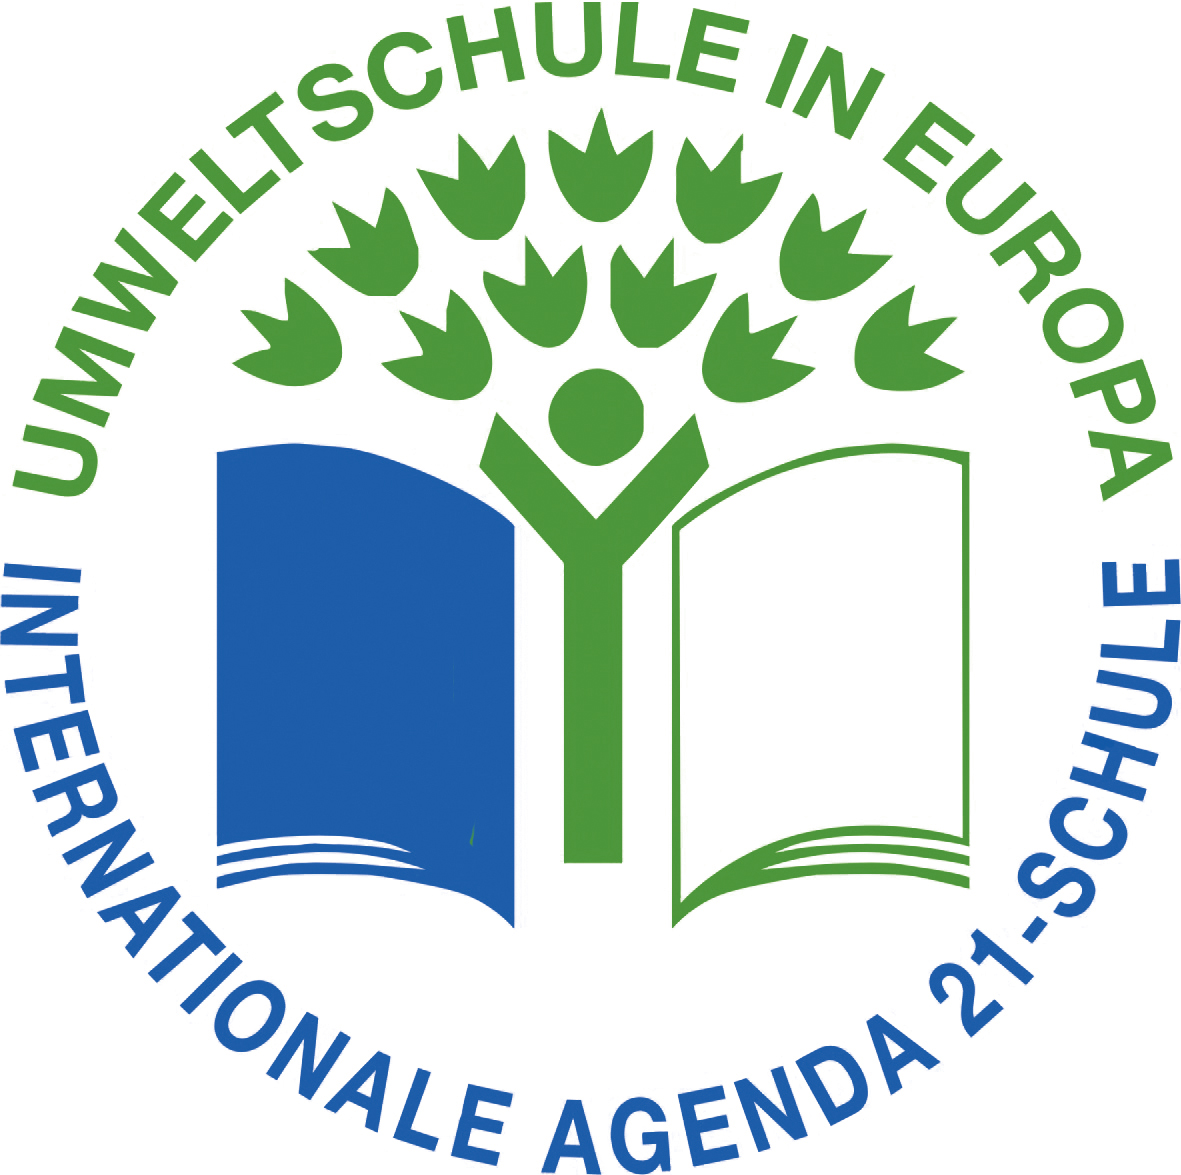 UMWELTSCHULE IN EUROPA
INTERNATIONALE AGENDA 21-SCHULE